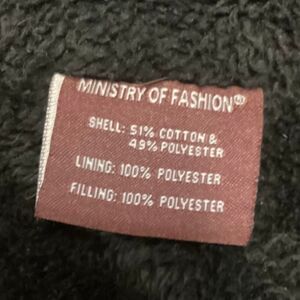 MINISTRY OF FASHION®
SHELL: 51% COTTON &
49% POLYESTER
LINING: 100% POLYESTER
FILLING: 100% POLYESTER